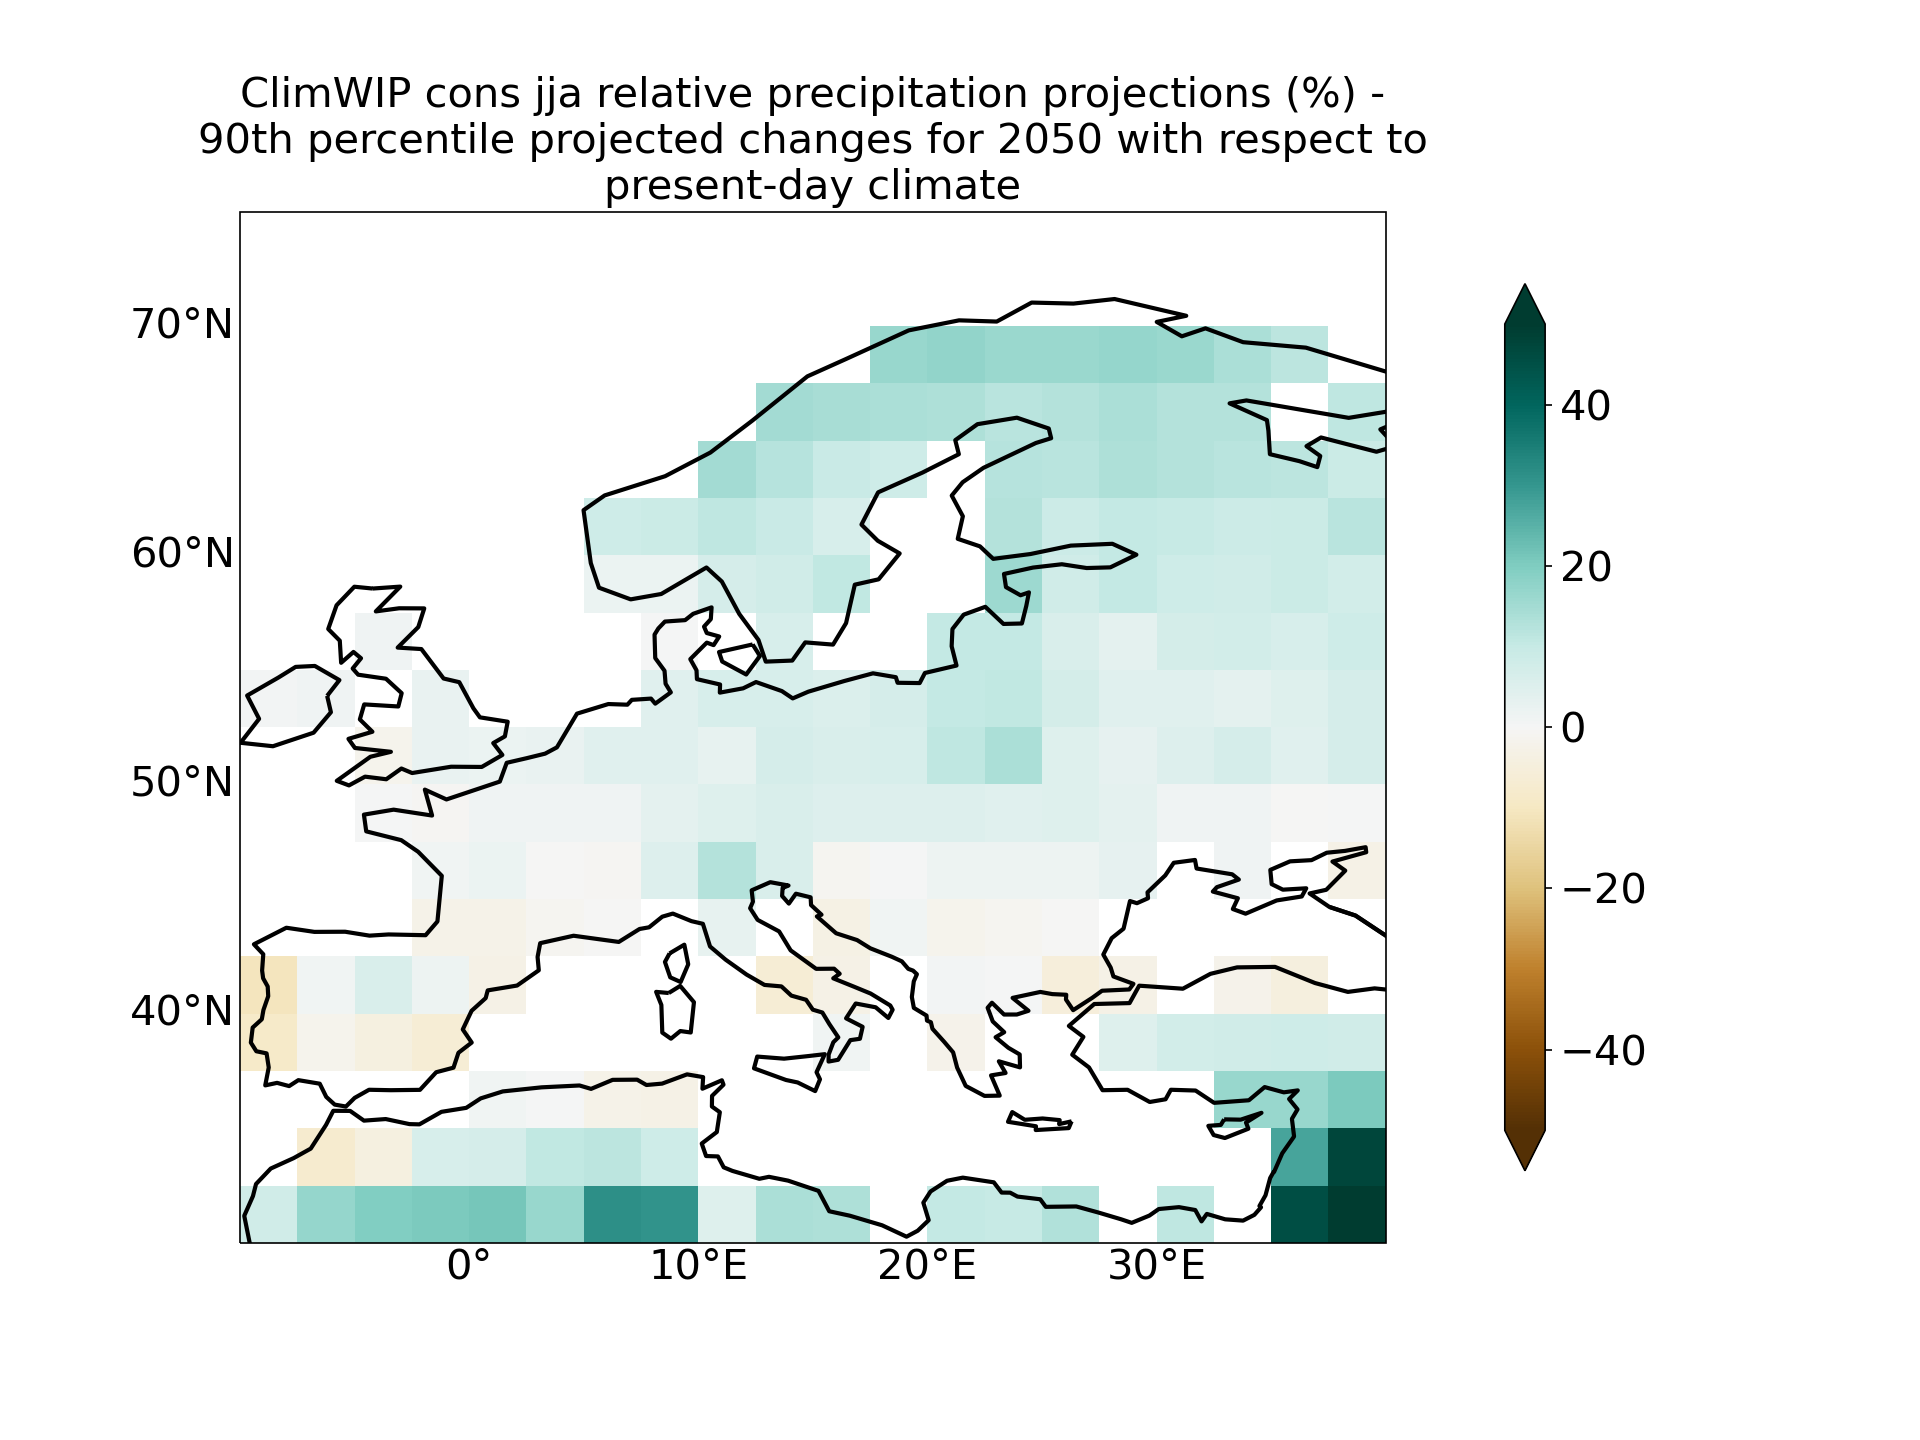 ClimWIP cons jja relative precipitation projections (%) -
90th percentile projected changes for 2050 with respect to
present-day climate
70°N
60°N
50°N
40°N
0°
10°E
20°E
30°E
40
20
0
−20
−40